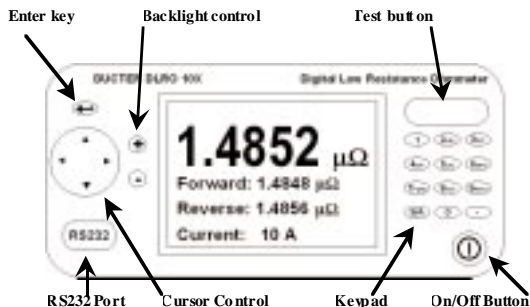 Enter key Backlight control Test button
DUCTER DLRO 10X Digital Low Resistance Ohmmeter
1.4852 μΩ
Forward: 1.4848 μΩ
Reverse: 1.4856 μΩ
Current: 10 A
RS232
RS232 Port Cursor Control Keypad On/Off Button